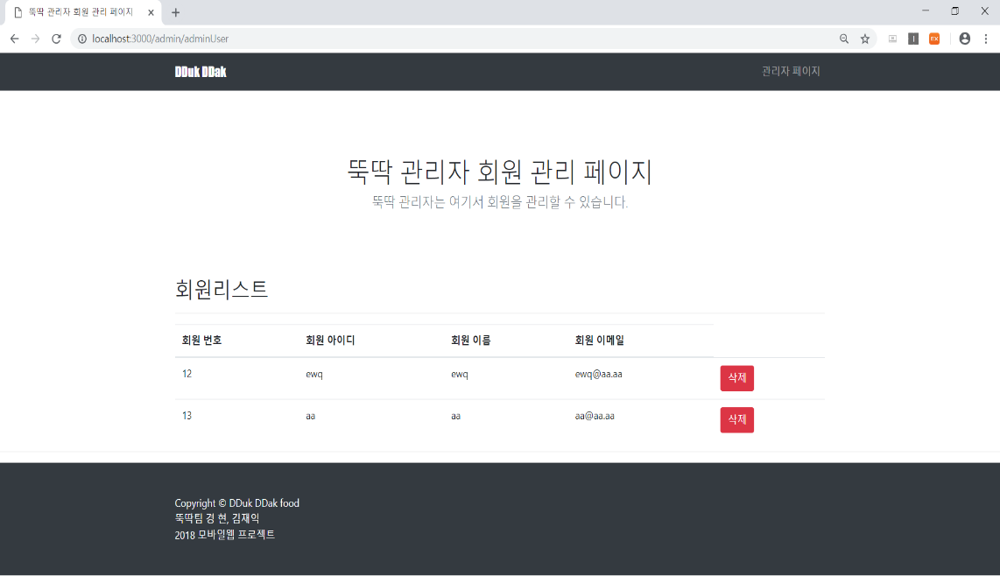 뚝딱 관리자 회원 관리 페이지
localhost:3000/admin/adminUser
EX
DDuk DDak
관리자 페이지
뚝딱 관리자 회원 관리 페이지
뚝딱 관리자는 여기서 회원을 관리할 수 있습니다.
회원리스트
회원 번호 회원 아이디 회원 이름 회원 이메일
12 ewq ewq ewq@aa.aa 삭제
13 aa aa aa@aa.aa 삭제
Copyright © DDuk DDak food
뚝딱팀 경 현, 김재익
2018 모바일웹 프로젝트